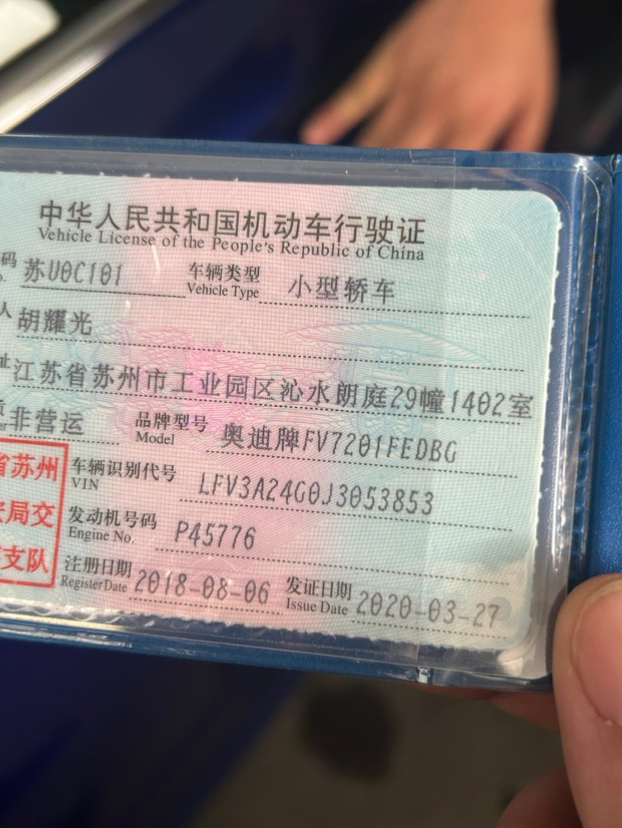 中华人民共和国机动车行驶证
Vehicle License of the People's Republic of China
码 苏U0C101 车辆类型 小型轿车
Vehicle Type
人 胡耀光
址 江苏省苏州市工业园区沁水朗庭29幢1402室
非营运 品牌型号 奥迪牌FV7201FEDBG
Model
省苏州 车辆识别代号 LFV3A24G0J3053853
VIN
安局交 发动机号码 P45776
Engine No.
支队 注册日期 2018-08-06 发证日期 2020-03-27
Register Date Issue Date